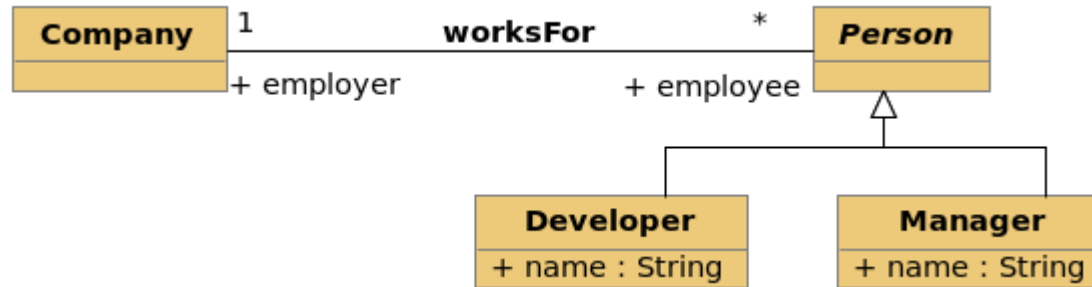 Company
1
worksFor
*
Person
+ employer
+ employee
Developer
+ name : String
Manager
+ name : String